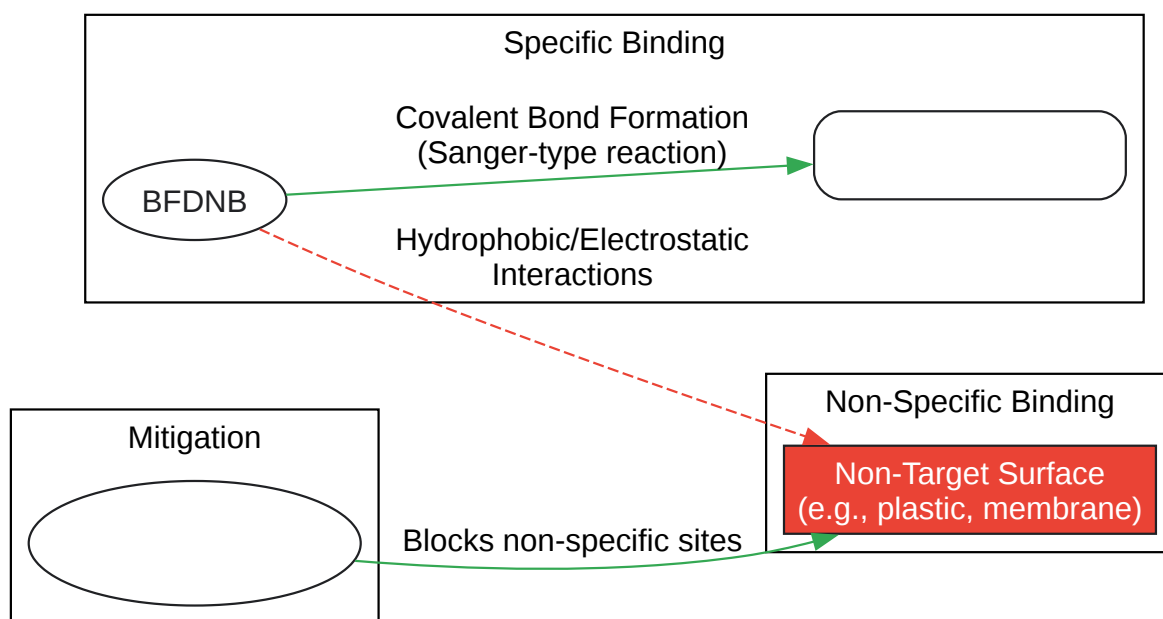 Specific Binding
Covalent Bond Formation
(Sanger-type reaction)
BFDNB
Hydrophobic/Electrostatic
Interactions
Non-Specific Binding
Mitigation
Non-Target Surface
(e.g., plastic, membrane)
Blocks non-specific sites